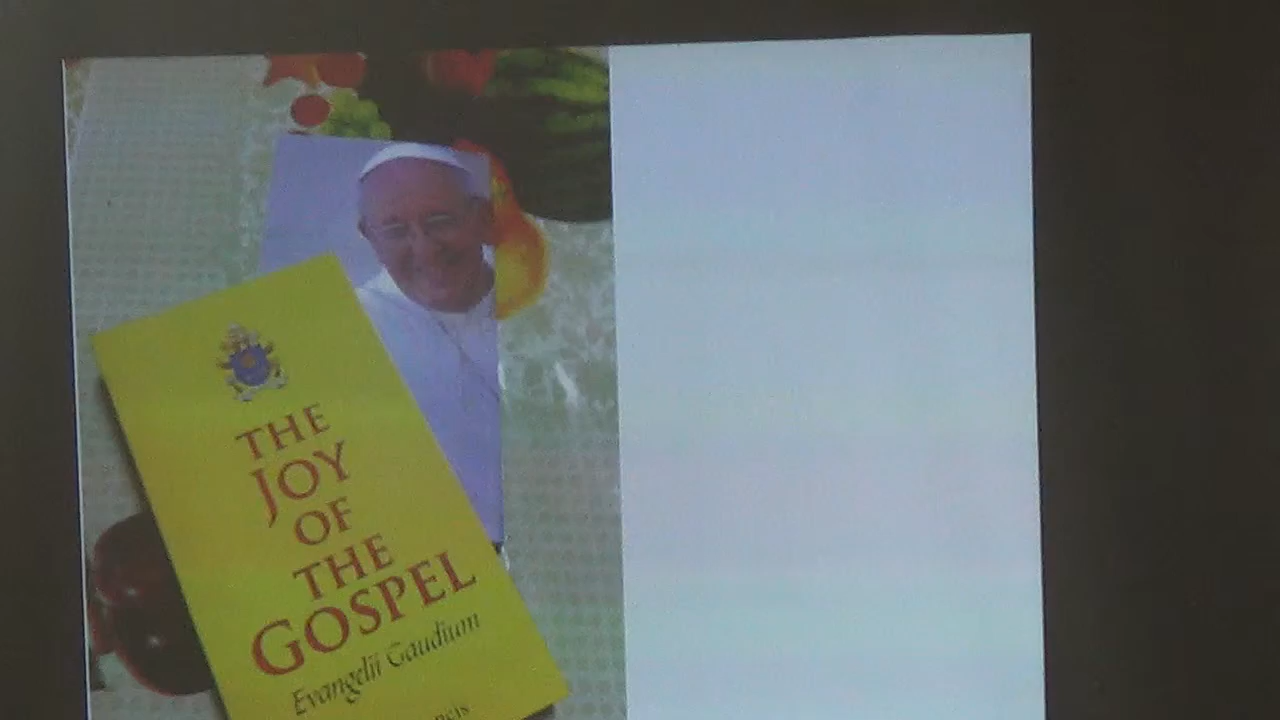 THE
JOY
OF
THE
GOSPEL
Evangelii Gaudium